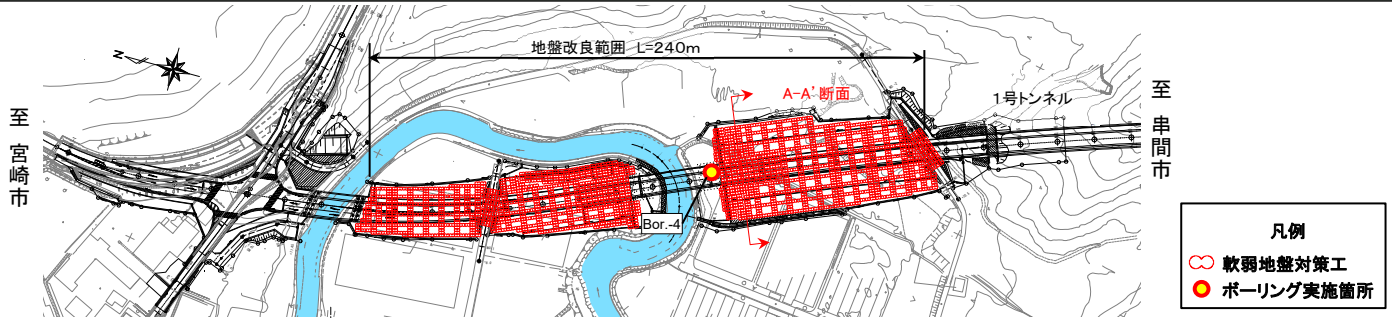 N
地盤改良範囲 L=240m
A-A'断面
1号トンネル
至 宮崎市
至 串間市
Bor.-4
凡例
軟弱地盤対策工
ボーリング実施箇所